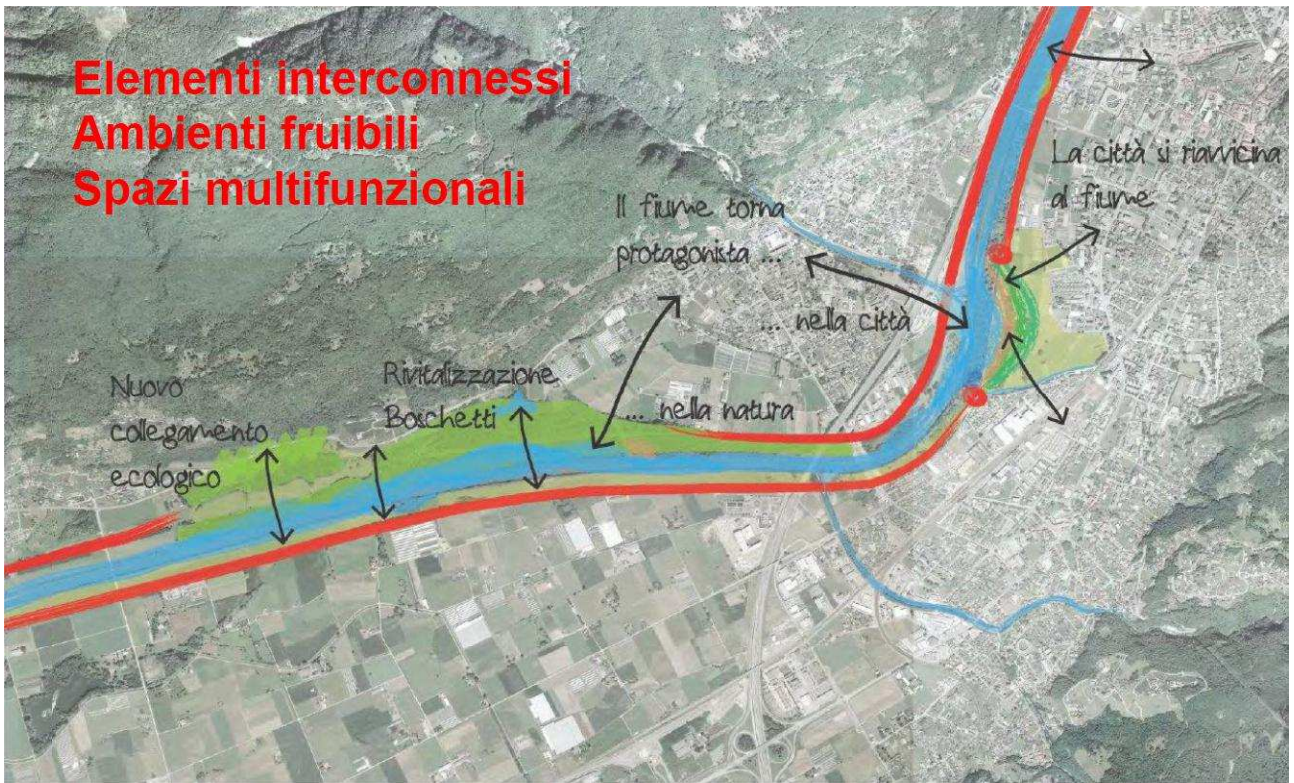 Elementi interconnessi
Ambienti fruibili
Spazi multifunzionali
La città si riavvicina
al fiume
Il fiume torna
protagonista ...
... nella città
Nuovo
collegamento
ecologico
Rivitalizzazione
Boschetti
... nella natura